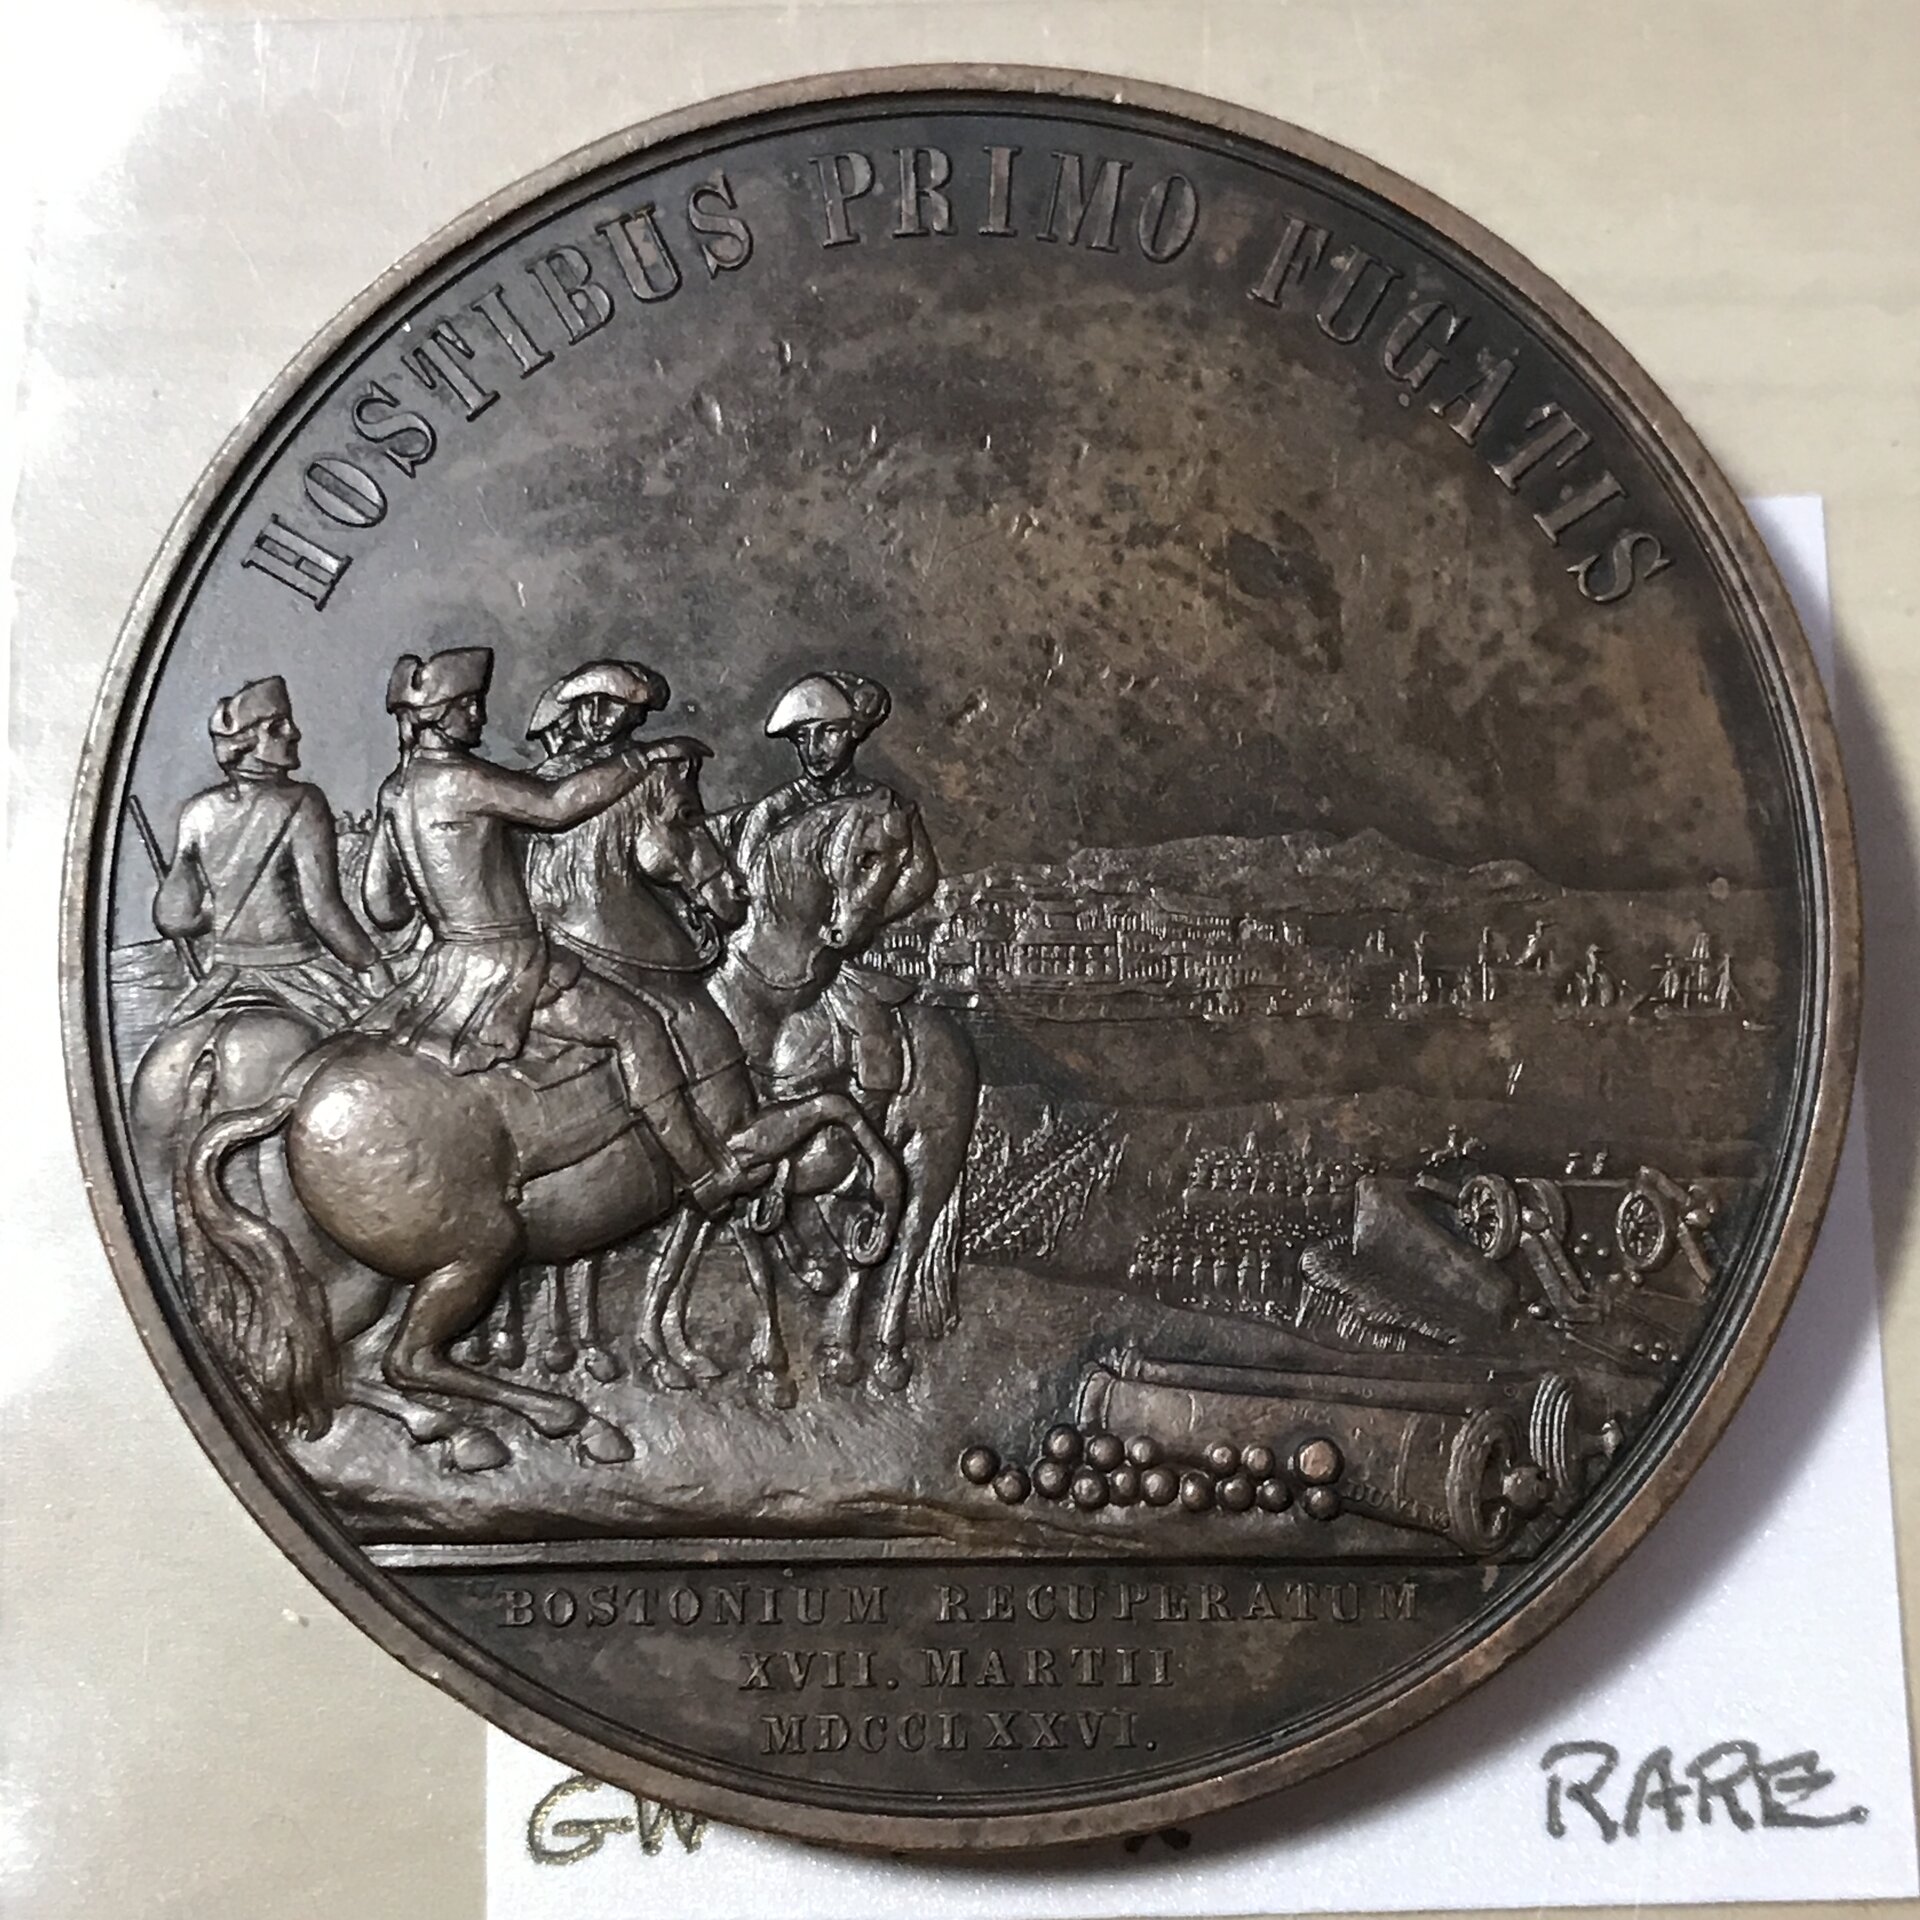 HOSTIBUS PRIMO FUGATIS
BOSTONIUM RECUPERATUM
XVII. MARTII
MDCCLXXVI.
GW
RARE